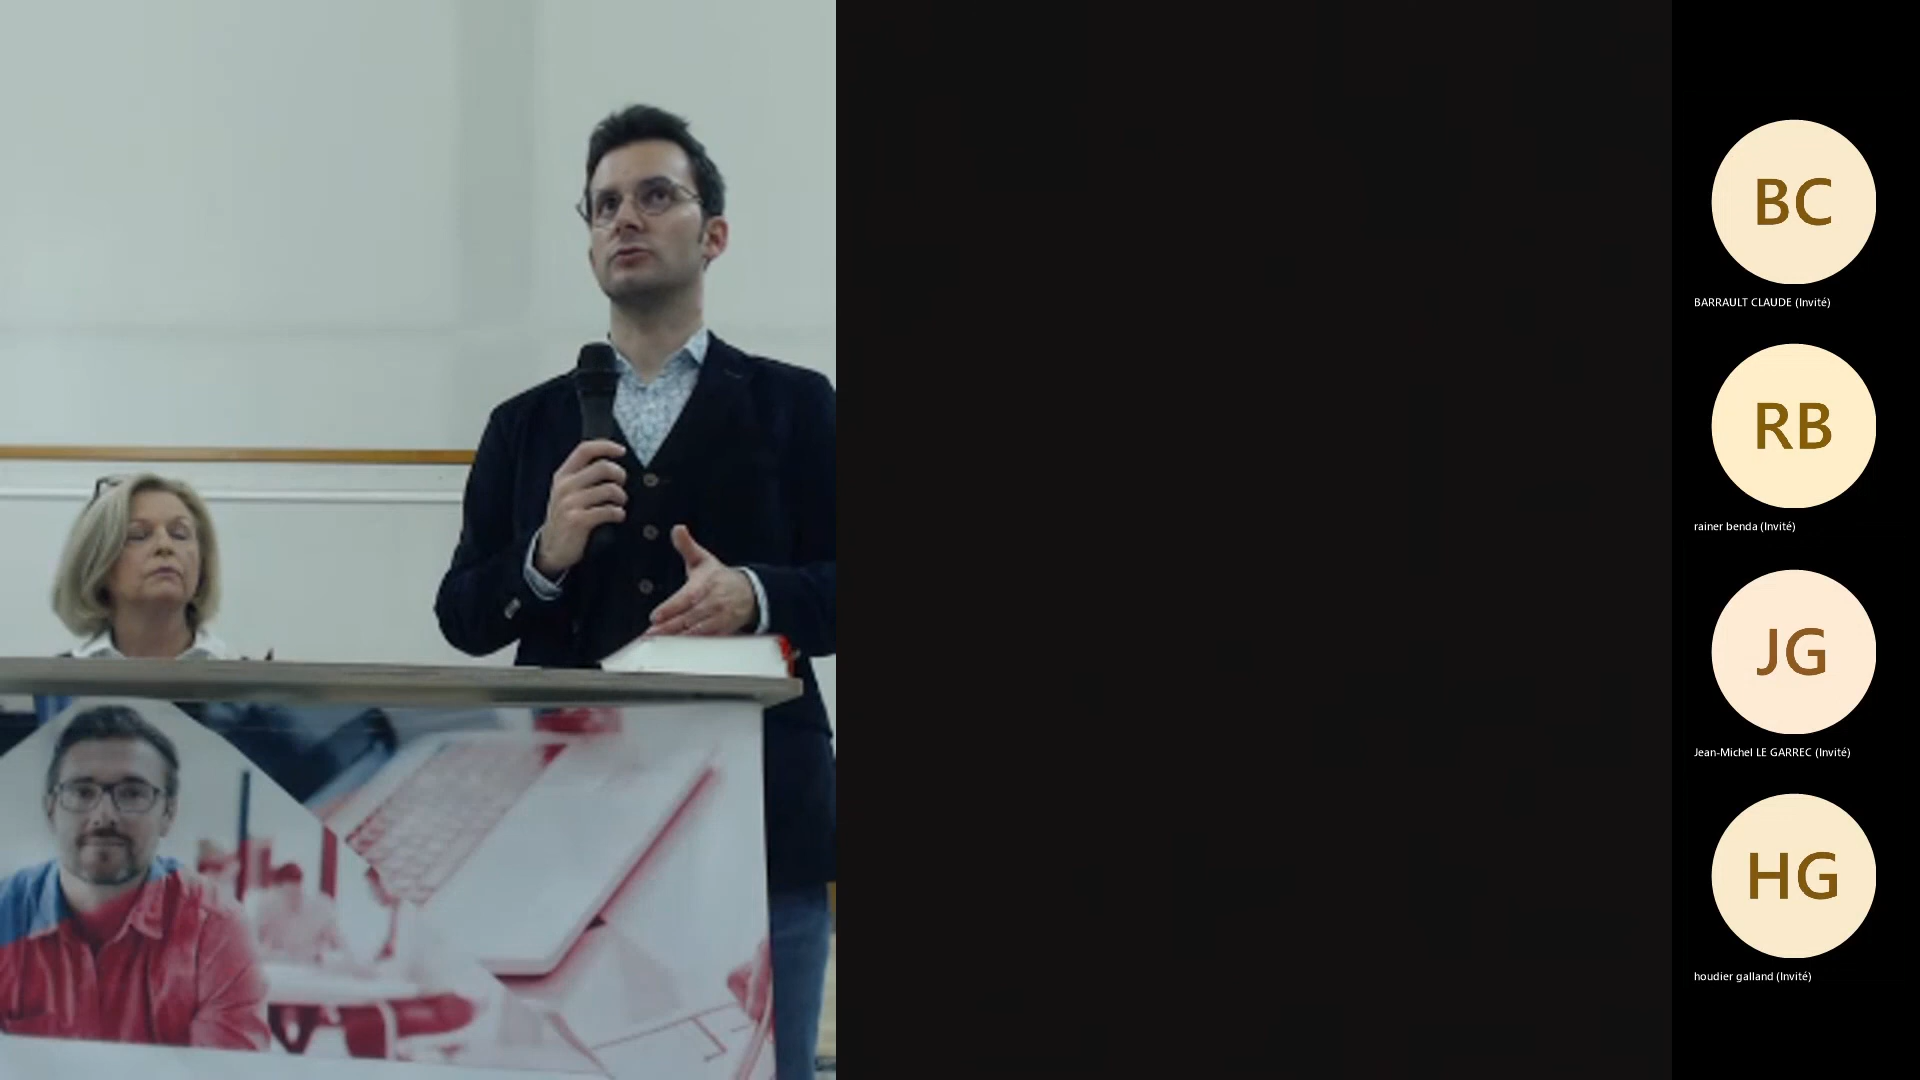 BC
BARRAULT CLAUDE (Invité)
RB
rainer benda (Invité)
JG
Jean-Michel LE GARREC (Invité)
HG
houdier galland (Invité)